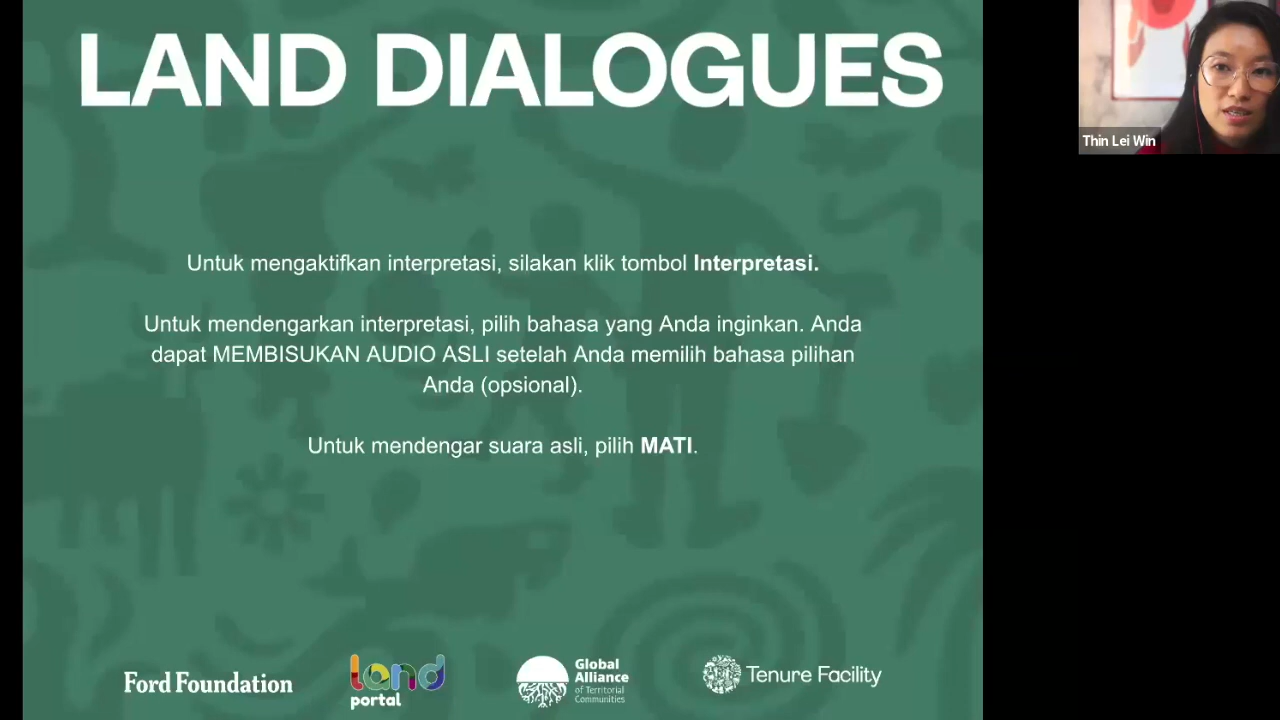 LAND DIALOGUES
Thin Lei Win
Untuk mengaktifkan interpretasi, silakan klik tombol Interpretasi.
Untuk mendengarkan interpretasi, pilih bahasa yang Anda inginkan. Anda
dapat MEMBISUKAN AUDIO ASLI setelah Anda memilih bahasa pilihan
Anda (opsional).
Untuk mendengar suara asli, pilih MATI.
Ford Foundation
land
portal
Global
Alliance
of Territorial
Communities
Tenure Facility